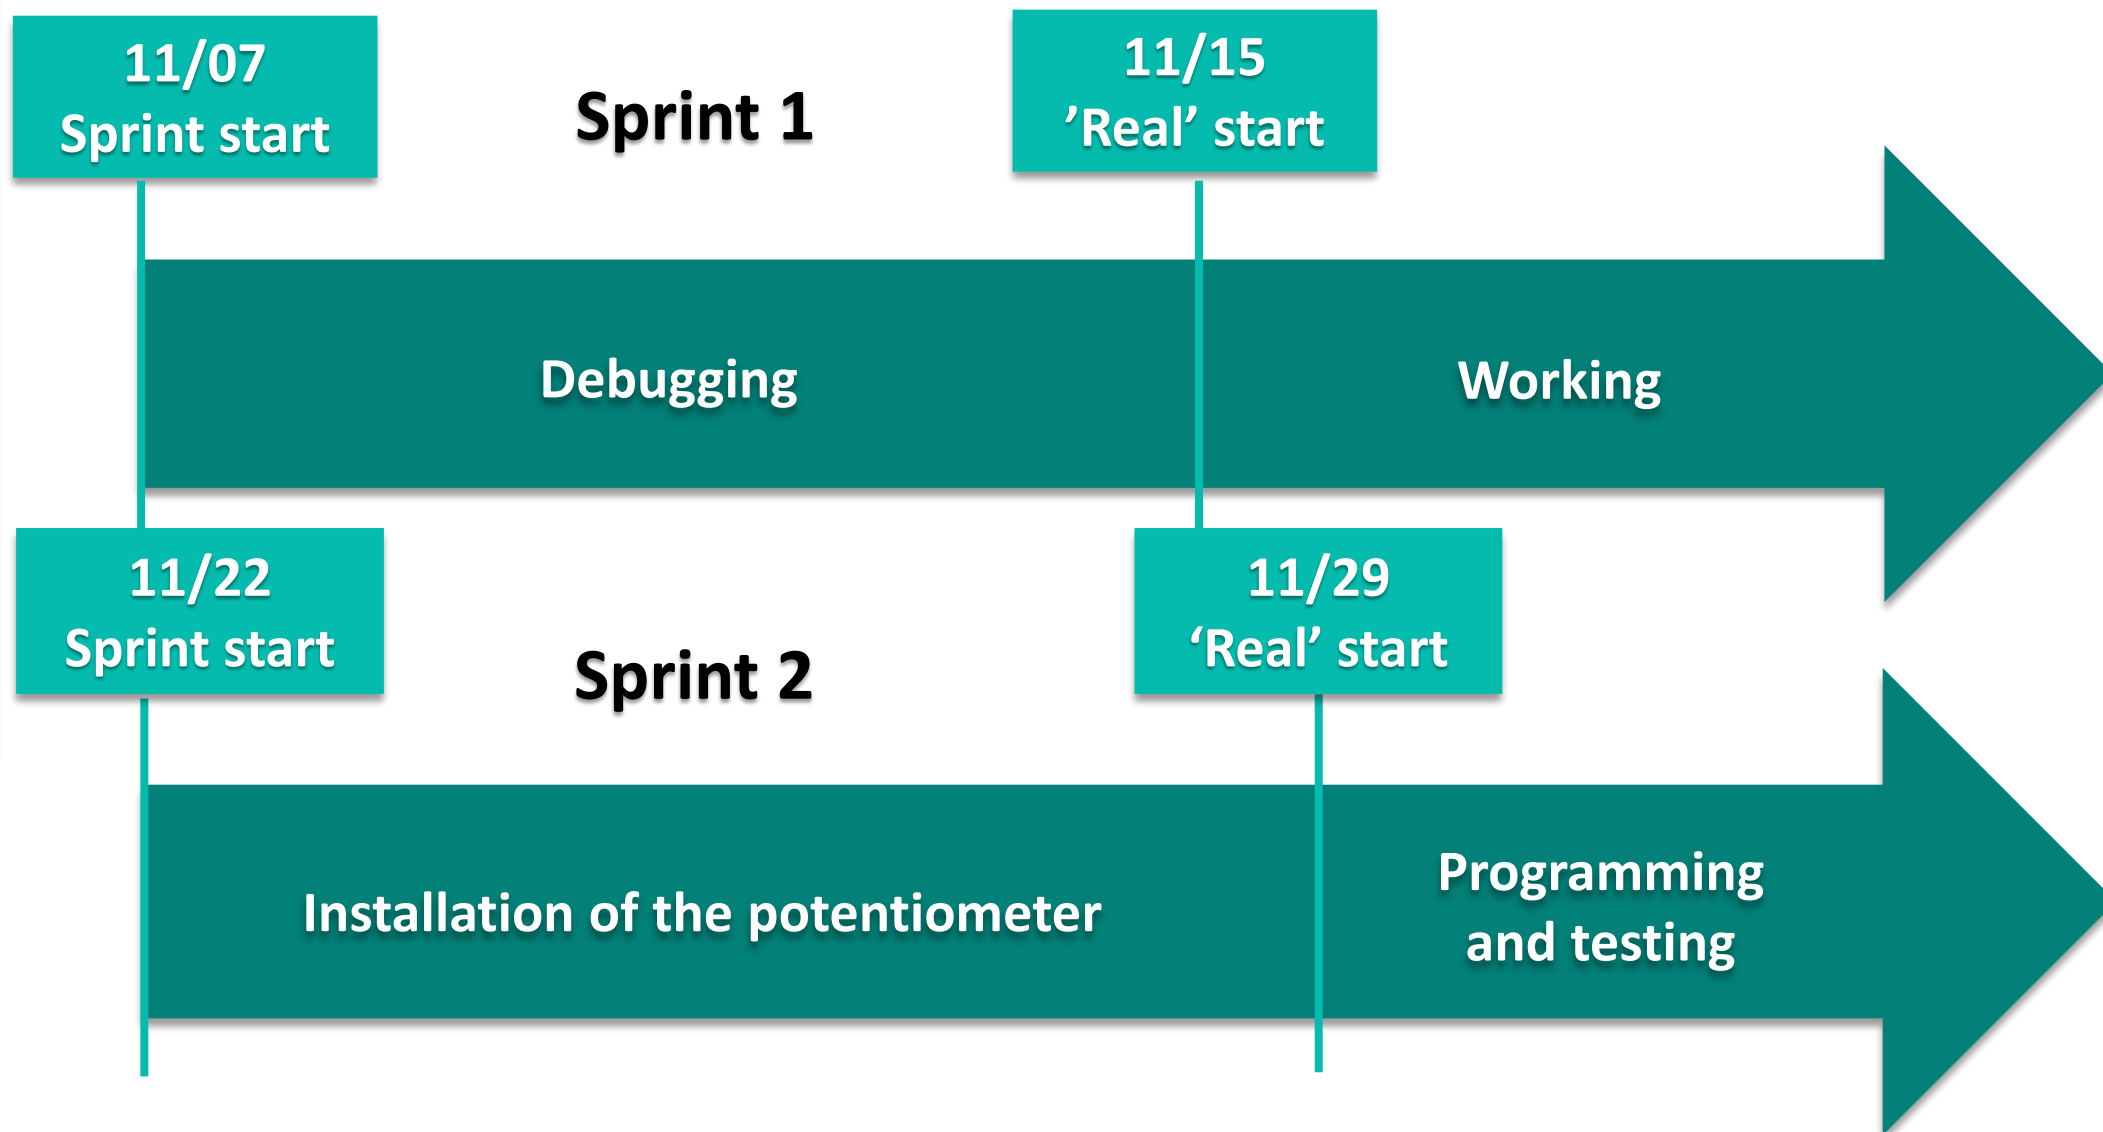 11/07
Sprint start
Sprint 1
11/15
’Real’ start
Debugging
Working
11/22
Sprint start
Sprint 2
11/29
‘Real’ start
Installation of the potentiometer
Programming
and testing